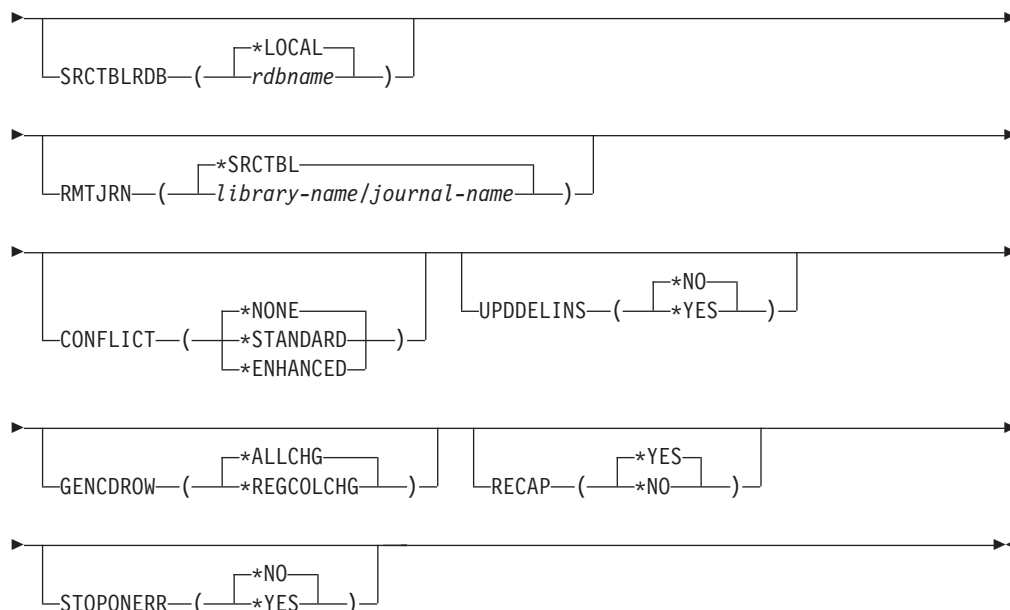 *LOCAL
SRCTBLRDB ( rdbname )
*SRCTBL
RMTJRN ( library-name/journal-name )
*NONE *NO
CONFLICT ( *STANDARD ) UPDDELINS ( *YES )
*ENHANCED
*ALLCHG *YES
GENCDROW ( *REGCOLCHG ) RECAP ( *NO )
*NO
STOPONERR ( *YES )